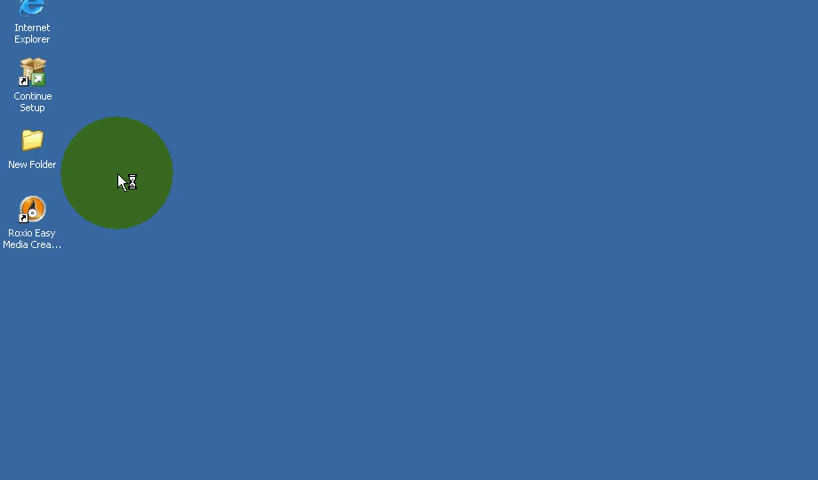 Internet
Explorer
Continue
Setup
New Folder
Roxio Easy
Media Crea...